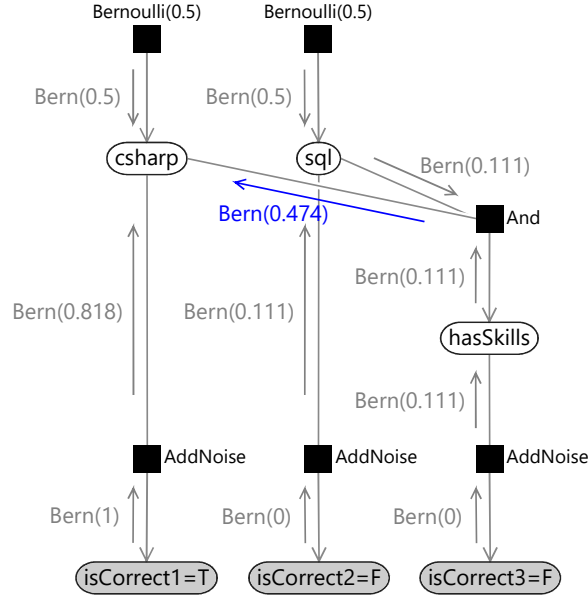 Bernoulli(0.5) Bernoulli(0.5)
Bern(0.5) Bern(0.5)
csharp sql
Bern(0.111)
Bern(0.474) And
Bern(0.111)
Bern(0.818) Bern(0.111)
hasSkills
Bern(0.111)
AddNoise AddNoise AddNoise
Bern(1) Bern(0) Bern(0)
isCorrect1=T isCorrect2=F isCorrect3=F